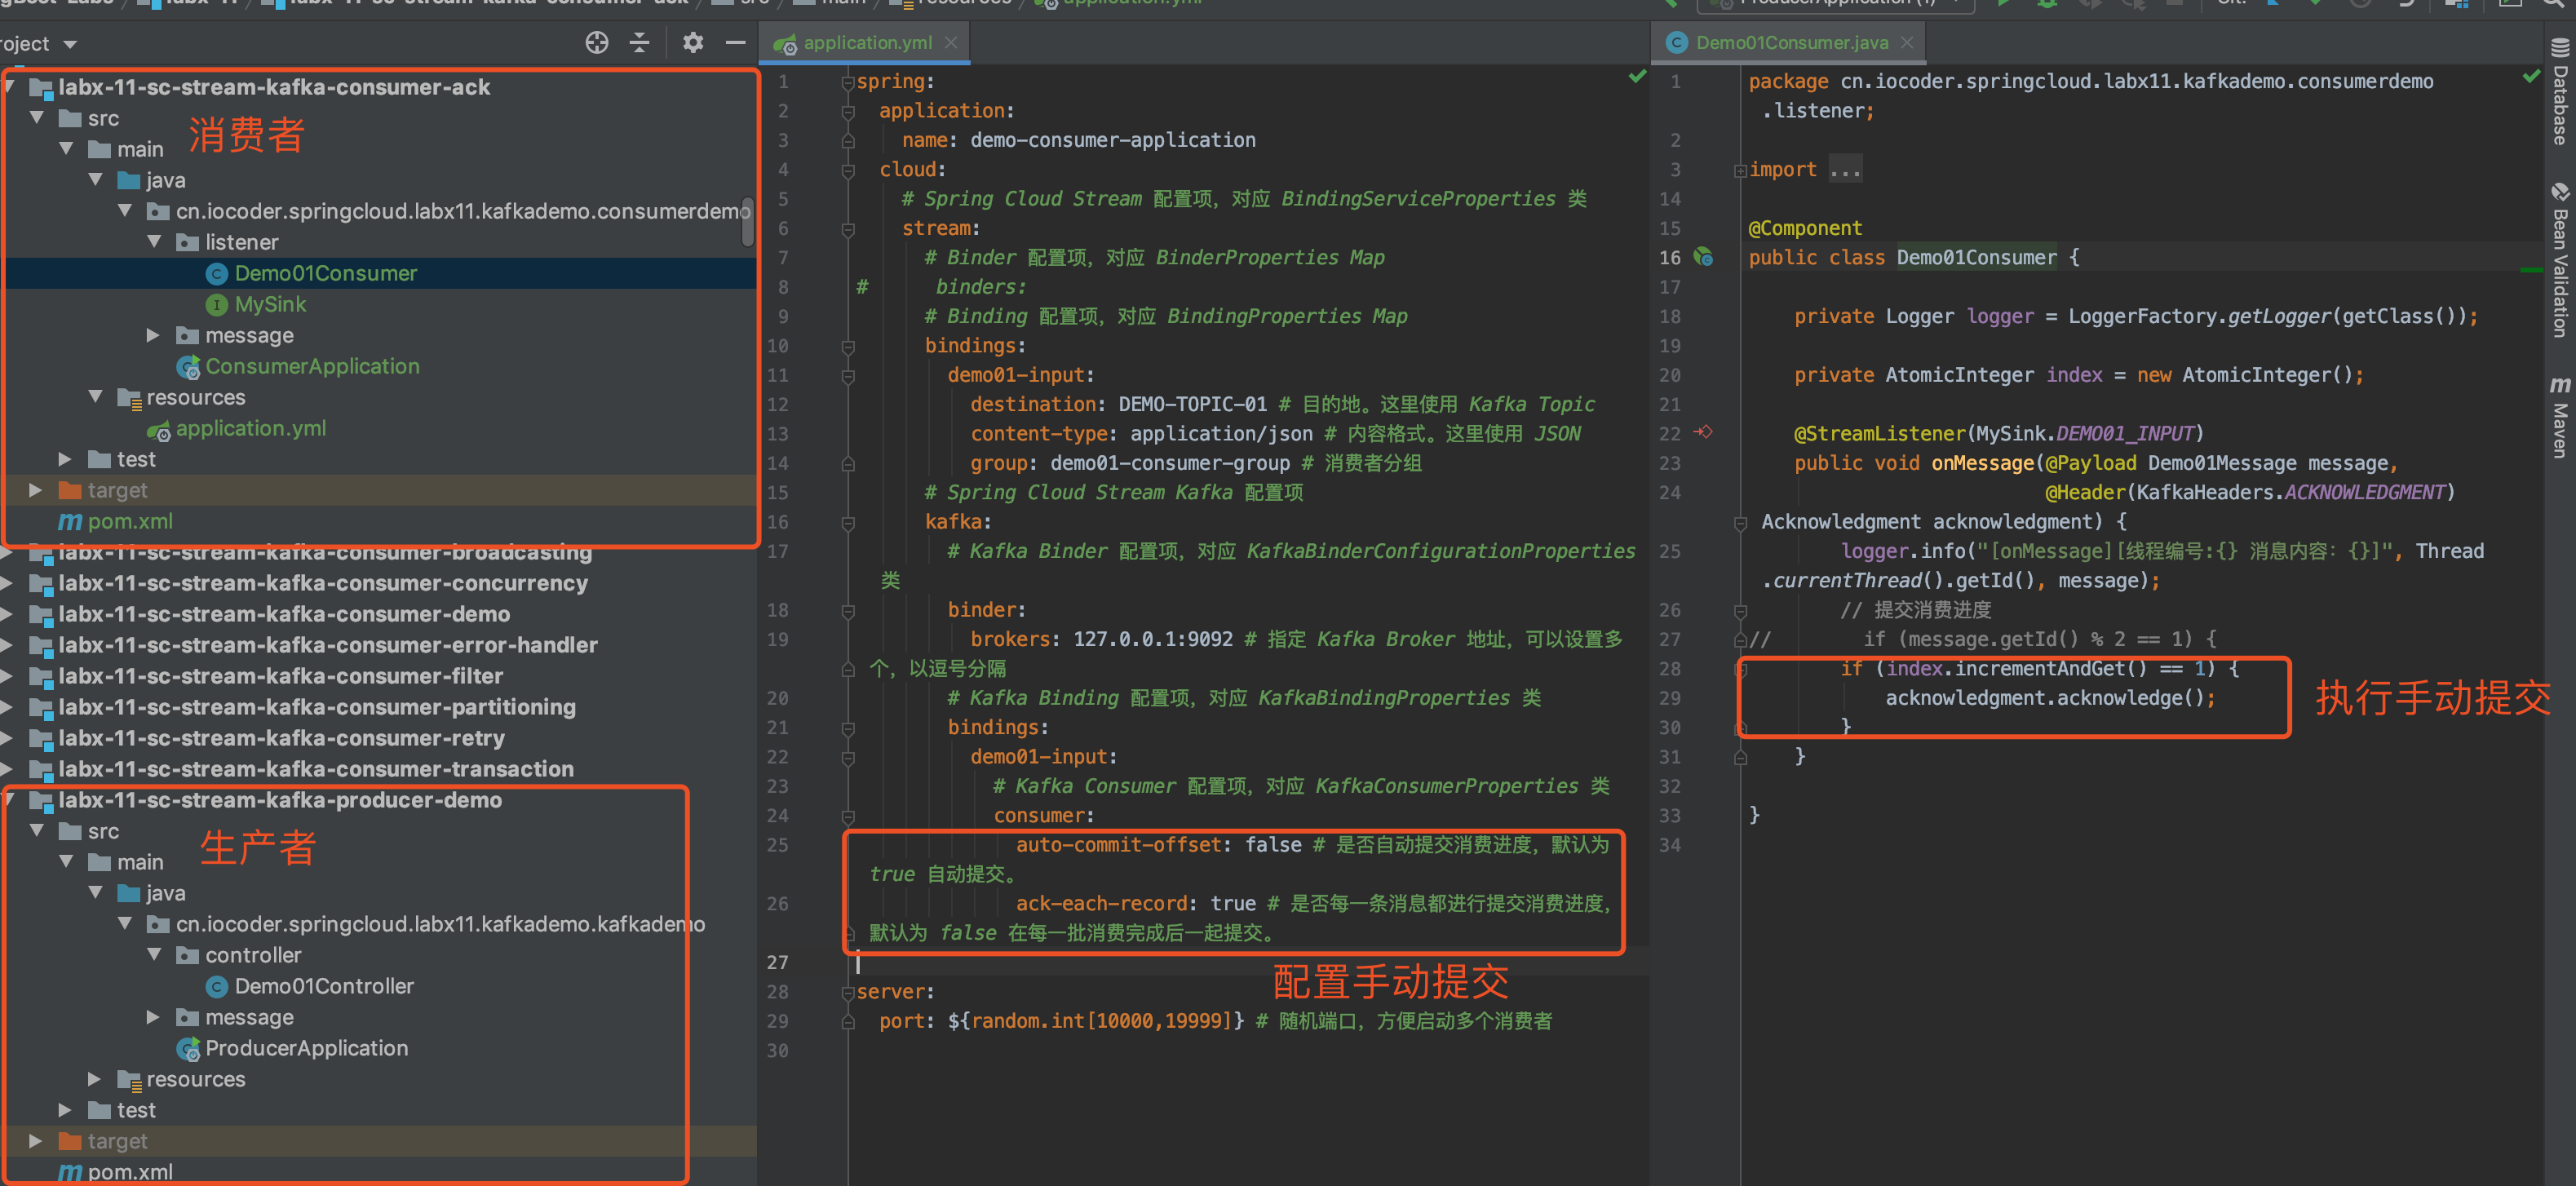 roject
labx-11-sc-stream-kafka-consumer-ack
src
消费者
main
java
cn.iocoder.springcloud.labx11.kafkademo.consumerdemo
listener
Demo01Consumer
MySink
message
ConsumerApplication
resources
application.yml
test
target
pom.xml
labx-11-sc-stream-kafka-consumer-broadcasting
labx-11-sc-stream-kafka-consumer-concurrency
labx-11-sc-stream-kafka-consumer-demo
labx-11-sc-stream-kafka-consumer-error-handler
labx-11-sc-stream-kafka-consumer-filter
labx-11-sc-stream-kafka-consumer-partitioning
labx-11-sc-stream-kafka-consumer-retry
labx-11-sc-stream-kafka-consumer-transaction
labx-11-sc-stream-kafka-producer-demo
src
生产者
main
java
cn.iocoder.springcloud.labx11.kafkademo.kafkademo
controller
Demo01Controller
message
ProducerApplication
resources
test
target
pom.xml
application.yml
1 spring:
2 application:
3 name: demo-consumer-application
4 cloud:
5 # Spring Cloud Stream 配置项，对应 BindingServiceProperties 类
6 stream:
7 # Binder 配置项，对应 BinderProperties Map
8 # binders:
9 # Binding 配置项，对应 BindingProperties Map
10 bindings:
11 demo01-input:
12 destination: DEMO-TOPIC-01 # 目的地。这里使用 Kafka Topic
13 content-type: application/json # 内容格式。这里使用 JSON
14 group: demo01-consumer-group # 消费者分组
15 # Spring Cloud Stream Kafka 配置项
16 kafka:
17 # Kafka Binder 配置项，对应 KafkaBinderConfigurationProperties
类
18 binder:
19 brokers: 127.0.0.1:9092 # 指定 Kafka Broker 地址，可以设置多
个，以逗号分隔
20 # Kafka Binding 配置项，对应 KafkaBindingProperties 类
21 bindings:
22 demo01-input:
23 # Kafka Consumer 配置项，对应 KafkaConsumerProperties 类
24 consumer:
25 auto-commit-offset: false # 是否自动提交消费进度，默认为
true 自动提交。
26 ack-each-record: true # 是否每一条消息都进行提交消费进度，
默认为 false 在每一批消费完成后一起提交。
27
配置手动提交
28 server:
29 port: ${random.int[10000,19999]} # 随机端口，方便启动多个消费者
30
Demo01Consumer.java
1 package cn.iocoder.springcloud.labx11.kafkademo.consumerdemo
.listener;
2
3 import ...
14
15 @Component
16 public class Demo01Consumer {
17
18 private Logger logger = LoggerFactory.getLogger(getClass());
19
20 private AtomicInteger index = new AtomicInteger();
21
22 @StreamListener(MySink.DEMO01_INPUT)
23 public void onMessage(@Payload Demo01Message message,
24 @Header(KafkaHeaders.ACKNOWLEDGMENT)
Acknowledgment acknowledgment) {
25 logger.info("[onMessage][线程编号:{} 消息内容：{}]", Thread
.currentThread().getId(), message);
26 // 提交消费进度
27 // if (message.getId() % 2 == 1) {
28 if (index.incrementAndGet() == 1) {
29 acknowledgment.acknowledge();
30 }
执行手动提交
31 }
32
33 }
34
Database
Bean Validation
m Maven